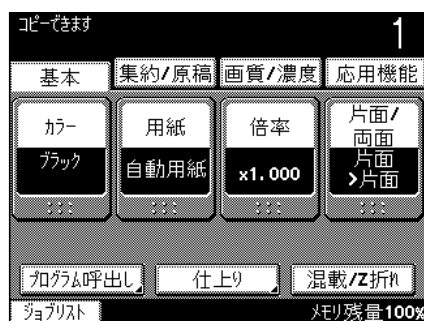 コピーできます
1
基本 集約/原稿 画質/濃度 応用機能
カラー 用紙 倍率 片面/両面
ブラック 自動用紙 x1.000 片面>片面
プログラム呼出し 仕上り 混載/Z折れ
ジョブリスト メモリ残量100%